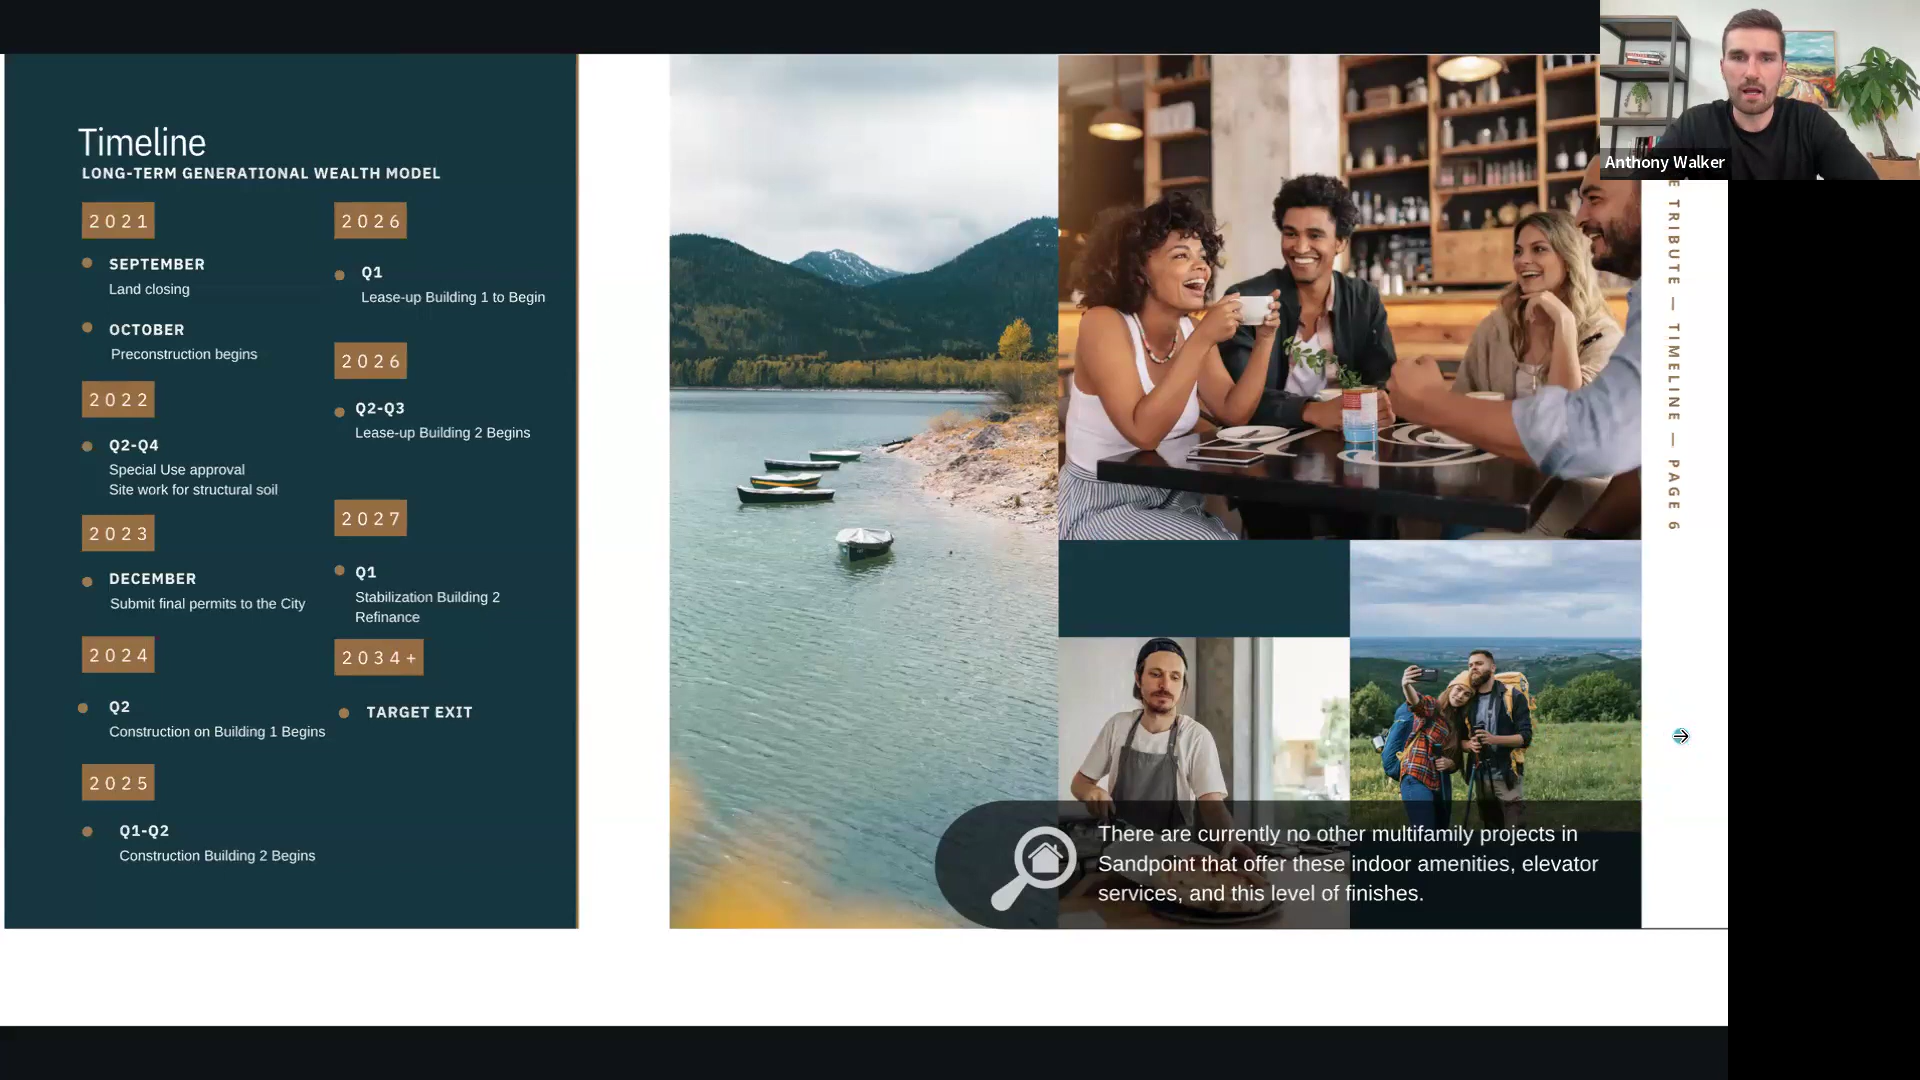 Timeline
LONG-TERM GENERATIONAL WEALTH MODEL
2021
SEPTEMBER
Land closing
OCTOBER
Preconstruction begins
2022
Q2-Q4
Special Use approval
Site work for structural soil
2023
DECEMBER
Submit final permits to the City
2024
Q2
Construction on Building 1 Begins
2025
Q1-Q2
Construction Building 2 Begins
2026
Q1
Lease-up Building 1 to Begin
2026
Q2-Q3
Lease-up Building 2 Begins
2027
Q1
Stabilization Building 2
Refinance
2034+
TARGET EXIT
There are currently no other multifamily projects in
Sandpoint that offer these indoor amenities, elevator
services, and this level of finishes.
TRIBUTE — TIMELINE — PAGE 6
Anthony Walker